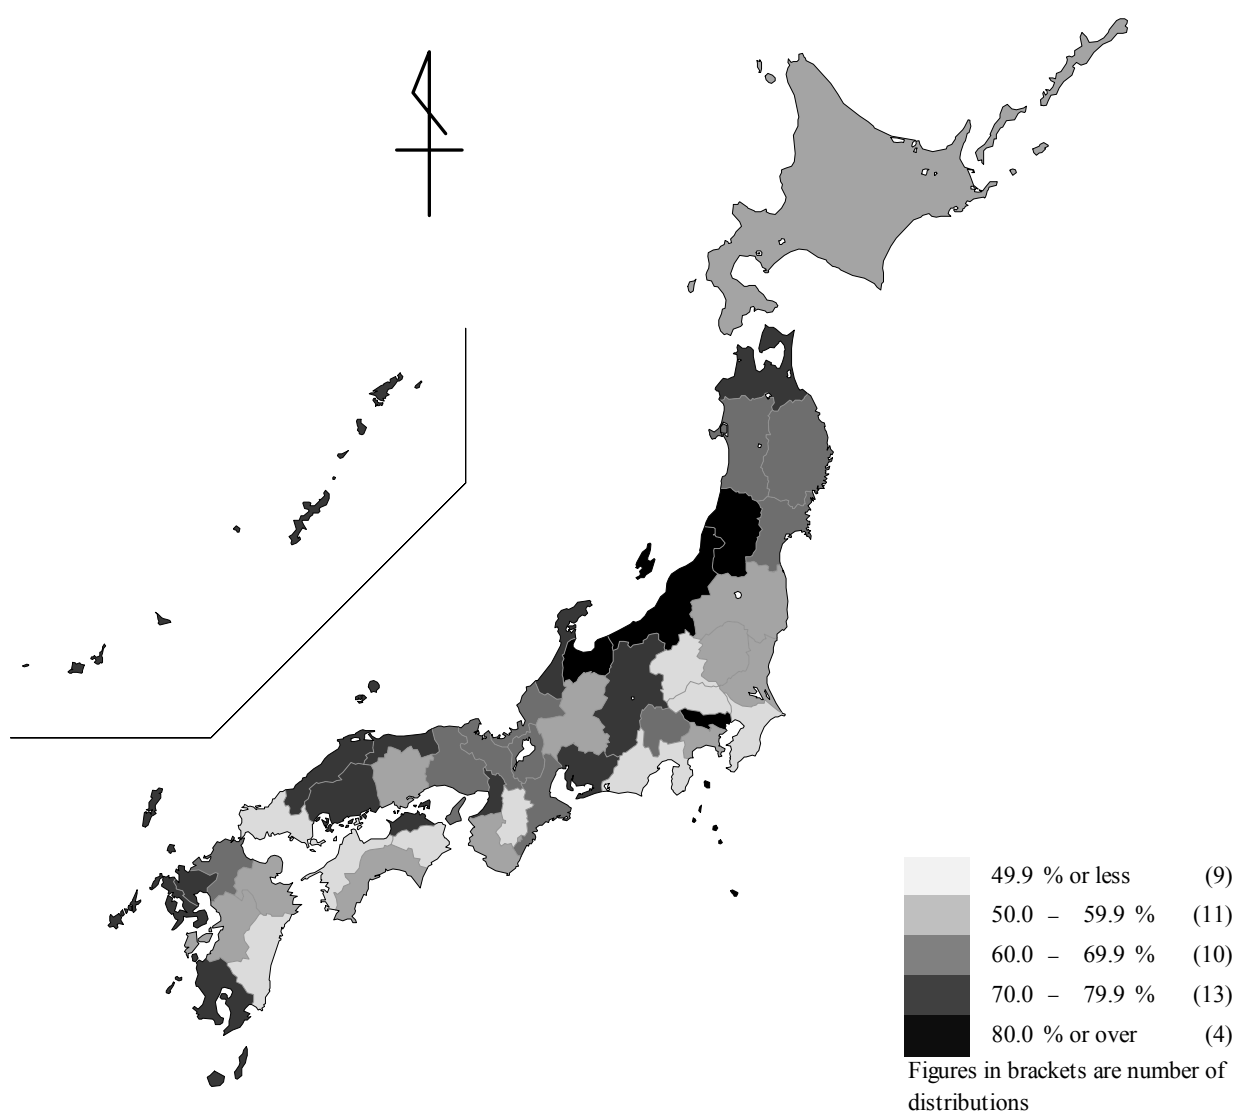 49.9 % or less (9)
50.0 – 59.9 % (11)
60.0 – 69.9 % (10)
70.0 – 79.9 % (13)
80.0 % or over (4)
Figures in brackets are number of
distributions